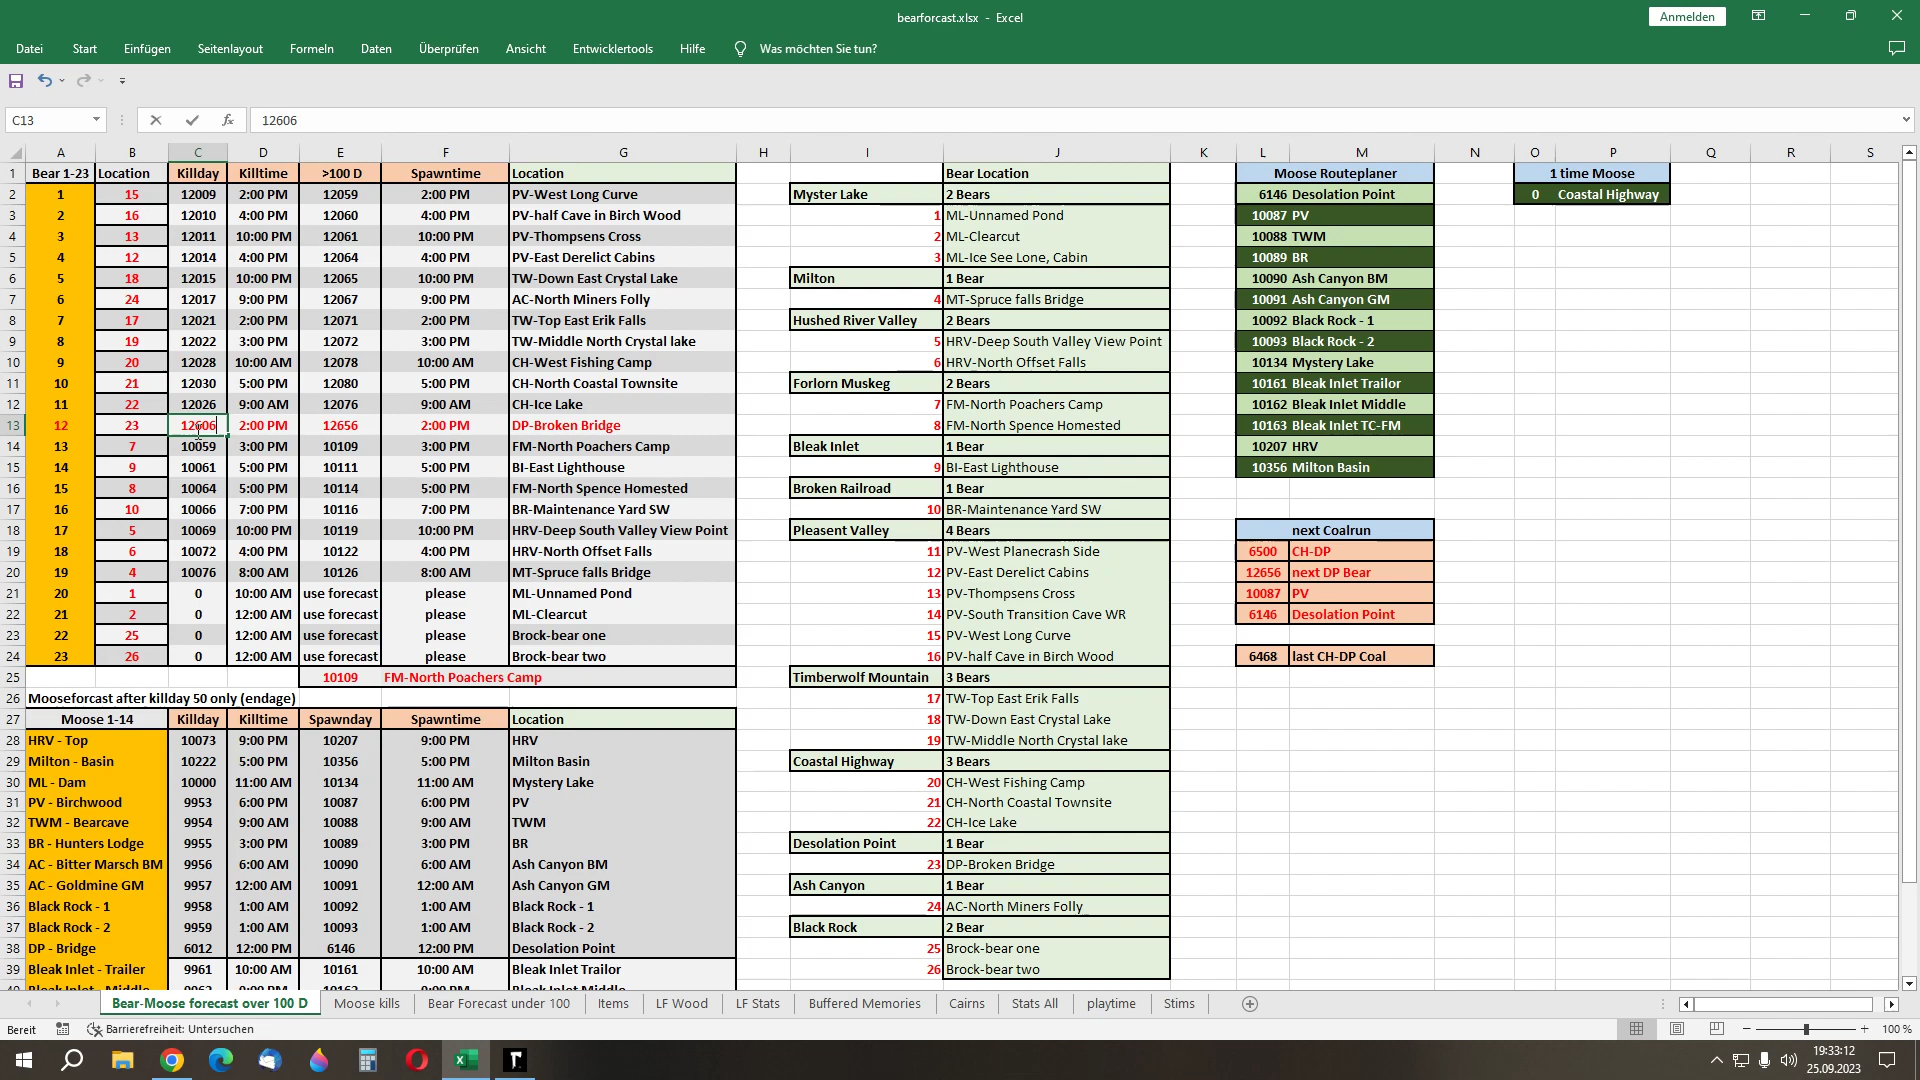 bearforcast.xlsx - Excel
Anmelden
Datei Start Einfügen Seitenlayout Formeln Daten Überprüfen Ansicht Entwicklertools Hilfe Was möchten Sie tun?
C13 fx 12606
A B C D E F G H I J K L M N O P Q R S
1 Bear 1-23 Location Killday Killtime >100 D Spawntime Location Bear Location Moose Routeplaner 1 time Moose
2 1 15 12009 2:00 PM 12059 2:00 PM PV-West Long Curve Myster Lake 2 Bears 6146 Desolation Point 0 Coastal Highway
3 2 16 12010 4:00 PM 12060 4:00 PM PV-half Cave in Birch Wood 1 ML-Unnamed Pond 10087 PV
4 3 13 12011 10:00 PM 12061 10:00 PM PV-Thompsens Cross 2 ML-Clearcut 10088 TWM
5 4 12 12014 4:00 PM 12064 4:00 PM PV-East Derelict Cabins 3 ML-Ice See Lone, Cabin 10089 BR
6 5 18 12015 10:00 PM 12065 10:00 PM TW-Down East Crystal Lake Milton 1 Bear 10090 Ash Canyon BM
7 6 24 12017 9:00 PM 12067 9:00 PM AC-North Miners Folly 4 MT-Spruce falls Bridge 10091 Ash Canyon GM
8 7 17 12021 2:00 PM 12071 2:00 PM TW-Top East Erik Falls Hushed River Valley 2 Bears 10092 Black Rock - 1
9 8 19 12022 3:00 PM 12072 3:00 PM TW-Middle North Crystal lake 5 HRV-Deep South Valley View Point 10093 Black Rock - 2
10 9 20 12028 10:00 AM 12078 10:00 AM CH-West Fishing Camp 6 HRV-North Offset Falls 10134 Mystery Lake
11 10 21 12030 5:00 PM 12080 5:00 PM CH-North Coastal Townsite Forlorn Muskeg 2 Bears 10161 Bleak Inlet Trailor
12 11 22 12026 9:00 AM 12076 9:00 AM CH-Ice Lake 7 FM-North Poachers Camp 10162 Bleak Inlet Middle
13 12 23 12606 2:00 PM 12656 2:00 PM DP-Broken Bridge 8 FM-North Spence Homested 10163 Bleak Inlet TC-FM
14 13 7 10059 3:00 PM 10109 3:00 PM FM-North Poachers Camp Bleak Inlet 1 Bear 10207 HRV
15 14 9 10061 5:00 PM 10111 5:00 PM BI-East Lighthouse 9 BI-East Lighthouse 10356 Milton Basin
16 15 8 10064 5:00 PM 10114 5:00 PM FM-North Spence Homested Broken Railroad 1 Bear
17 16 10 10066 7:00 PM 10116 7:00 PM BR-Maintenance Yard SW 10 BR-Maintenance Yard SW
18 17 5 10069 10:00 PM 10119 10:00 PM HRV-Deep South Valley View Point Pleasent Valley 4 Bears next Coalrun
19 18 6 10072 4:00 PM 10122 4:00 PM HRV-North Offset Falls 11 PV-West Planecrash Side 6500 CH-DP
20 19 4 10076 8:00 AM 10126 8:00 AM MT-Spruce falls Bridge 12 PV-East Derelict Cabins 12656 next DP Bear
21 20 1 0 10:00 AM use forecast please ML-Unnamed Pond 13 PV-Thompsens Cross 10087 PV
22 21 2 0 12:00 AM use forecast please ML-Clearcut 14 PV-South Transition Cave WR 6146 Desolation Point
23 22 25 0 12:00 AM use forecast please Brock-bear one 15 PV-West Long Curve
24 23 26 0 12:00 AM use forecast please Brock-bear two 16 PV-half Cave in Birch Wood 6468 last CH-DP Coal
25 10109 FM-North Poachers Camp Timberwolf Mountain 3 Bears
26 Mooseforcast after killday 50 only (endage) 17 TW-Top East Erik Falls
27 Moose 1-14 Killday Killtime Spawnday Spawntime Location 18 TW-Down East Crystal Lake
28 HRV - Top 10073 9:00 PM 10207 9:00 PM HRV 19 TW-Middle North Crystal lake
29 Milton - Basin 10222 5:00 PM 10356 5:00 PM Milton Basin Coastal Highway 3 Bears
30 ML - Dam 10000 11:00 AM 10134 11:00 AM Mystery Lake 20 CH-West Fishing Camp
31 PV - Birchwood 9953 6:00 PM 10087 6:00 PM PV 21 CH-North Coastal Townsite
32 TWM - Bearcave 9954 9:00 AM 10088 9:00 AM TWM 22 CH-Ice Lake
33 BR - Hunters Lodge 9955 3:00 PM 10089 3:00 PM BR Desolation Point 1 Bear
34 AC - Bitter Marsch BM 9956 6:00 AM 10090 6:00 AM Ash Canyon BM 23 DP-Broken Bridge
35 AC - Goldmine GM 9957 12:00 AM 10091 12:00 AM Ash Canyon GM Ash Canyon 1 Bear
36 Black Rock - 1 9958 1:00 AM 10092 1:00 AM Black Rock - 1 24 AC-North Miners Folly
37 Black Rock - 2 9959 1:00 AM 10093 1:00 AM Black Rock - 2 Black Rock 2 Bear
38 DP - Bridge 6012 12:00 PM 6146 12:00 PM Desolation Point 25 Brock-bear one
39 Bleak Inlet - Trailer 9961 10:00 AM 10161 10:00 AM Bleak Inlet Trailor 26 Brock-bear two
Bear-Moose forecast over 100 D Moose kills Bear Forecast under 100 Items LF Wood LF Stats Buffered Memories Cairns Stats All playtime Stims
Bereit Barrierefreiheit: Untersuchen 100 %
19:33:12
25.09.2023